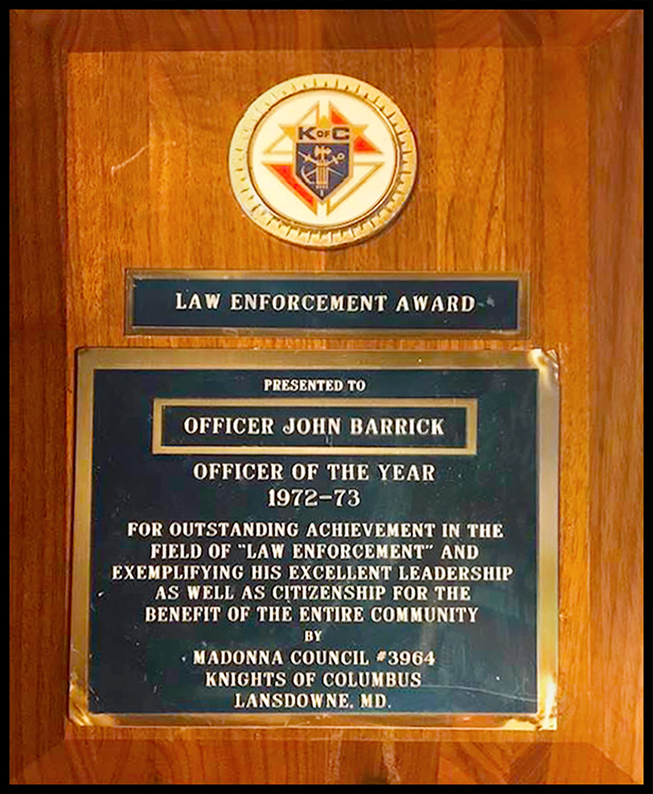 K OF C
LAW ENFORCEMENT AWARD
PRESENTED TO
OFFICER JOHN BARRICK
OFFICER OF THE YEAR
1972-73
FOR OUTSTANDING ACHIEVEMENT IN THE
FIELD OF "LAW ENFORCEMENT" AND
EXEMPLIFYING HIS EXCELLENT LEADERSHIP
AS WELL AS CITIZENSHIP FOR THE
BENEFIT OF THE ENTIRE COMMUNITY
BY
MADONNA COUNCIL #3964
KNIGHTS OF COLUMBUS
LANSDOWNE, MD.